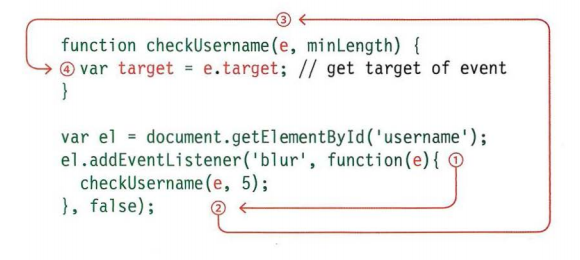 ③
function checkUsername(e, minLength) {
④ var target = e.target; // get target of event
}
var el = document.getElementById('username');
el.addEventListener('blur', function(e){ ①
checkUsername(e, 5);
}, false); ②